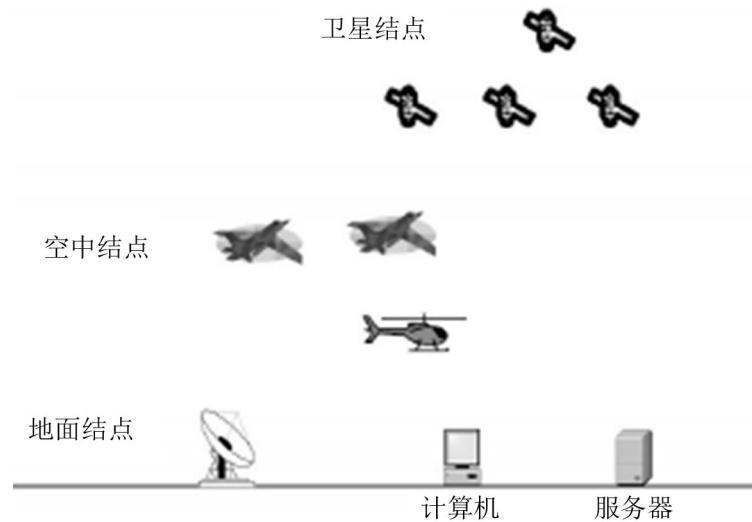 卫星结点
空中结点
地面结点
计算机
服务器